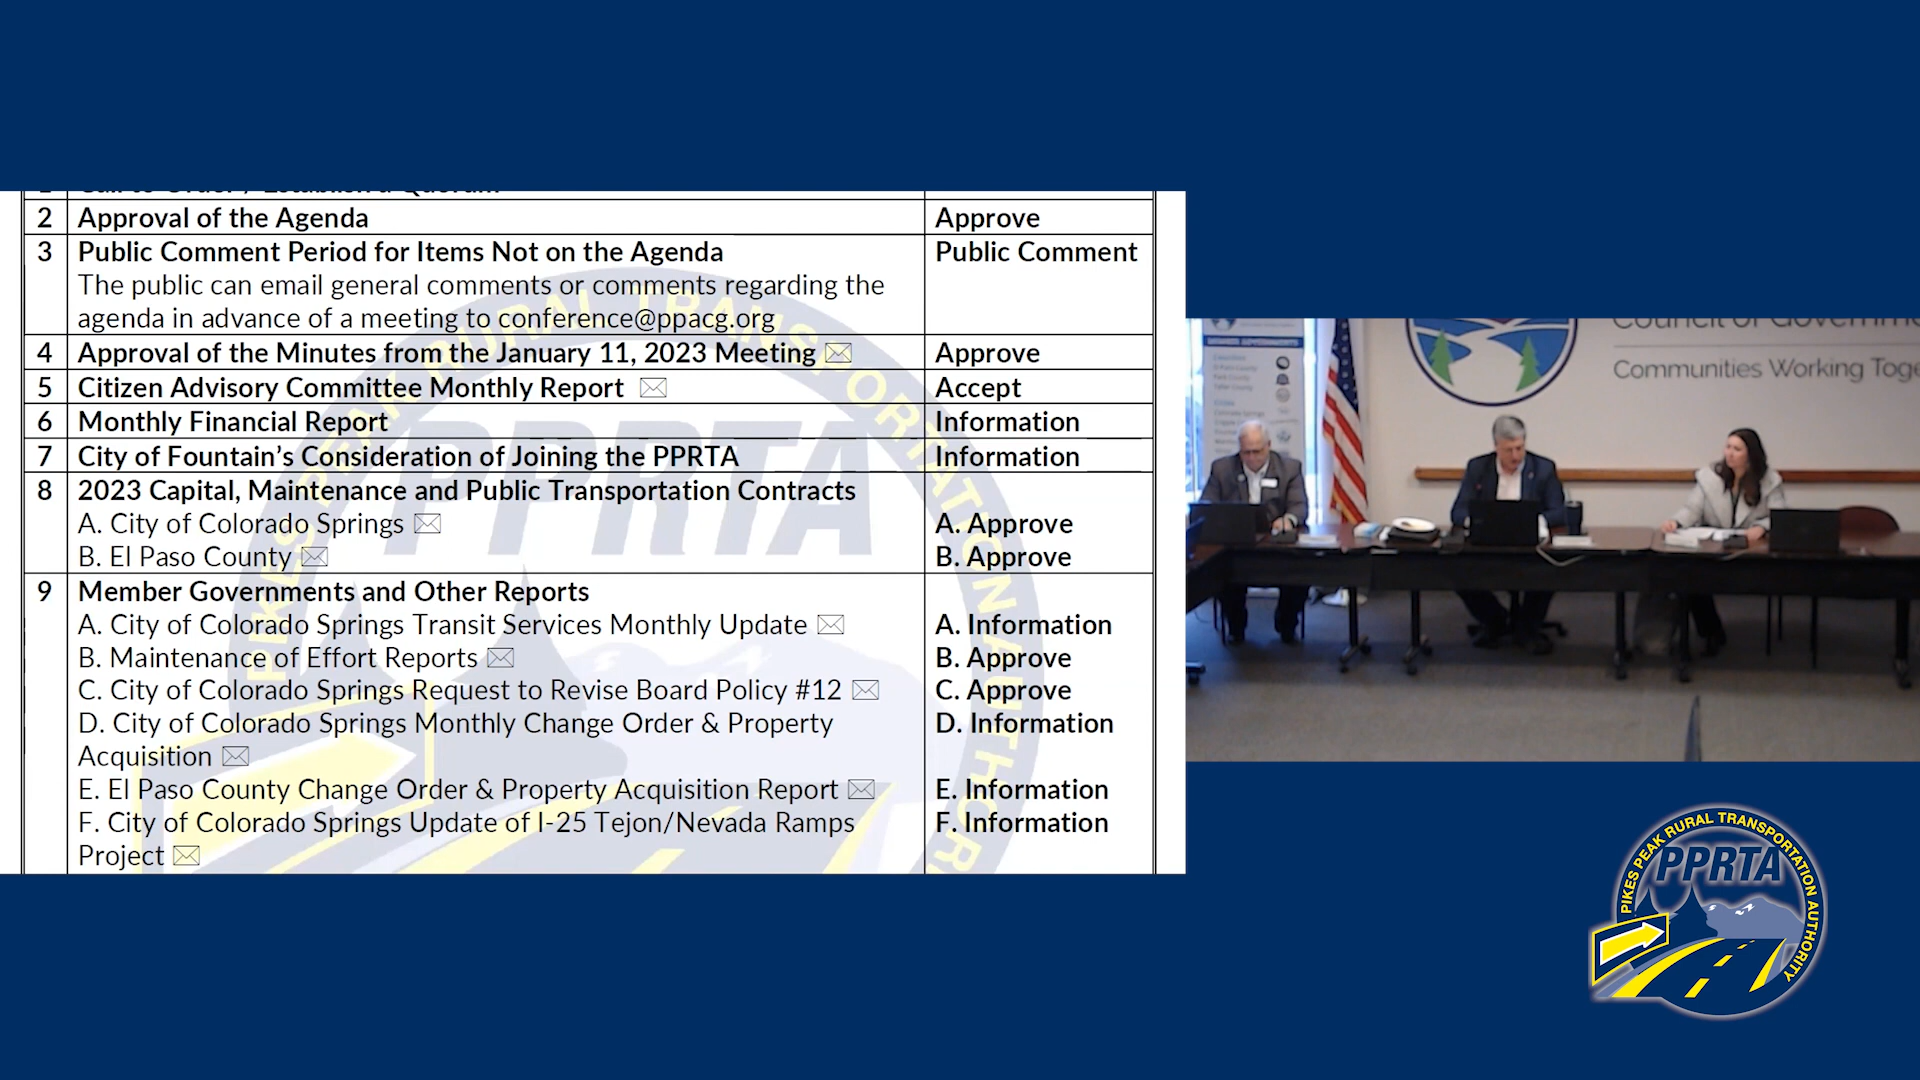 2 Approval of the Agenda Approve
3 Public Comment Period for Items Not on the Agenda Public Comment
The public can email general comments or comments regarding the
agenda in advance of a meeting to conference@ppacg.org
4 Approval of the Minutes from the January 11, 2023 Meeting Approve
5 Citizen Advisory Committee Monthly Report Accept
6 Monthly Financial Report Information
7 City of Fountain's Consideration of Joining the PPRTA Information
8 2023 Capital, Maintenance and Public Transportation Contracts
A. City of Colorado Springs A. Approve
B. El Paso County B. Approve
9 Member Governments and Other Reports
A. City of Colorado Springs Transit Services Monthly Update A. Information
B. Maintenance of Effort Reports B. Approve
C. City of Colorado Springs Request to Revise Board Policy #12 C. Approve
D. City of Colorado Springs Monthly Change Order & Property D. Information
Acquisition
E. El Paso County Change Order & Property Acquisition Report E. Information
F. City of Colorado Springs Update of I-25 Tejon/Nevada Ramps F. Information
Project
PIKES PEAK RURAL TRANSPORTATION AUTHOR
PPRTA
Communities Working Toge
PIKES PEAK RURAL TRANSPORTATION AUTHORITY
PPRTA